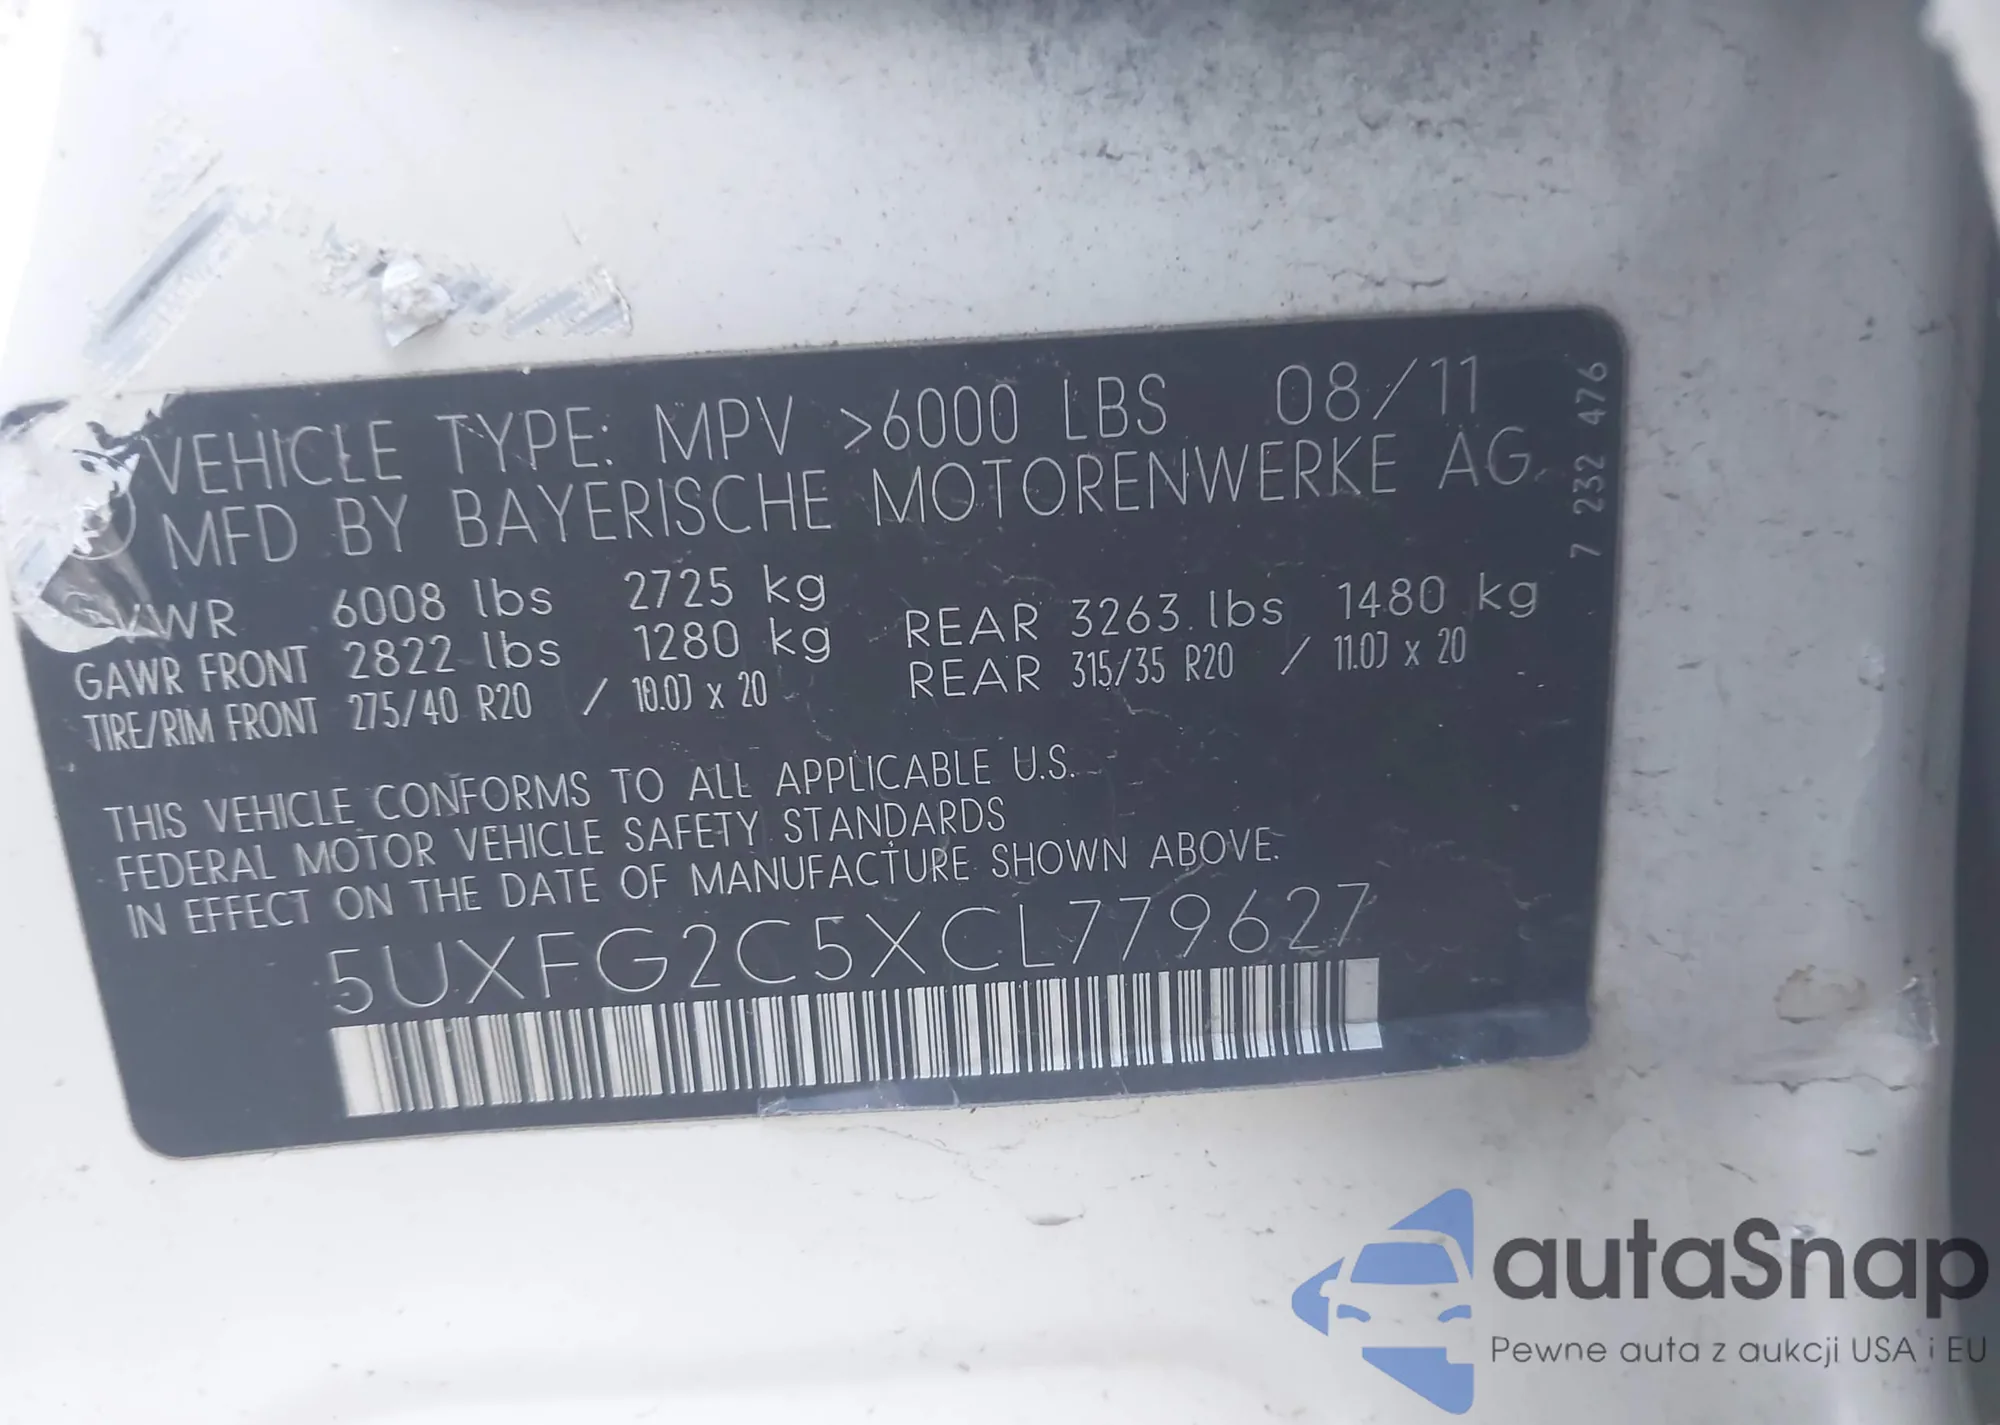 VEHICLE TYPE: MPV >6000 LBS 08/11
MFD BY BAYERISCHE MOTORENWERKE AG
7 232 476
GVWR 6008 lbs 2725 kg
GAWR FRONT 2822 lbs 1280 kg REAR 3263 lbs 1480 kg
TIRE/RIM FRONT 275/40 R20 / 10.0J x 20 REAR 315/35 R20 / 11.0J x 20
THIS VEHICLE CONFORMS TO ALL APPLICABLE U.S.
FEDERAL MOTOR VEHICLE SAFETY STANDARDS
IN EFFECT ON THE DATE OF MANUFACTURE SHOWN ABOVE.
5UXFG2C5XCL779627
autaSnap
Pewne auta z aukcji USA i EU